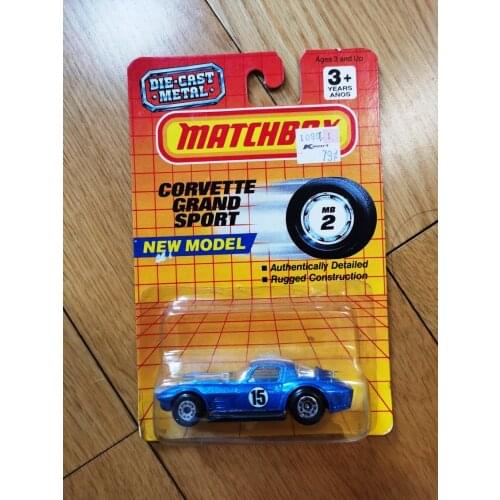 DIE-CAST
METAL
Ages 3 and Up
3+
YEARS
AÑOS
MATCHBOX
Kmart
79¢
CORVETTE
GRAND
SPORT
NEW MODEL
MB
2
■ Authentically Detailed
■ Rugged Construction
15